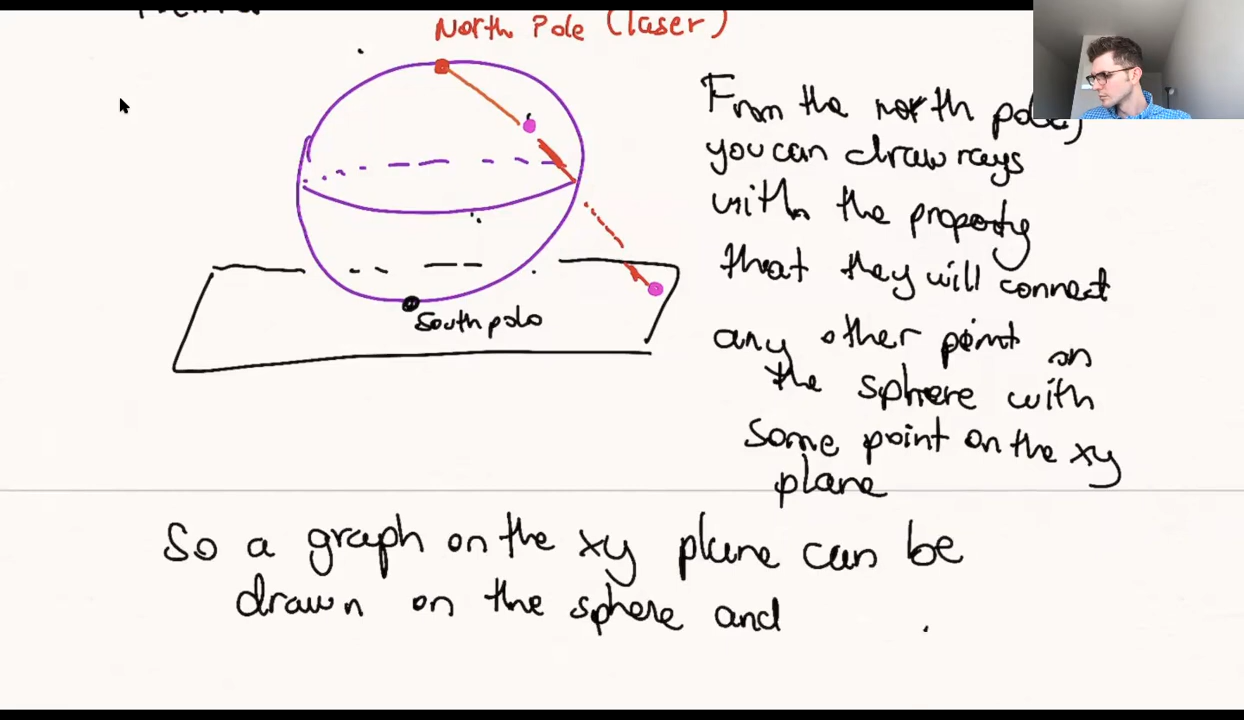 North Pole (laser)
From the north pole,
you can draw rays
with the property
that they will connect
any other point on
the sphere with
some point on the xy
plane
South pole
So a graph on the xy plane can be
drawn on the sphere and